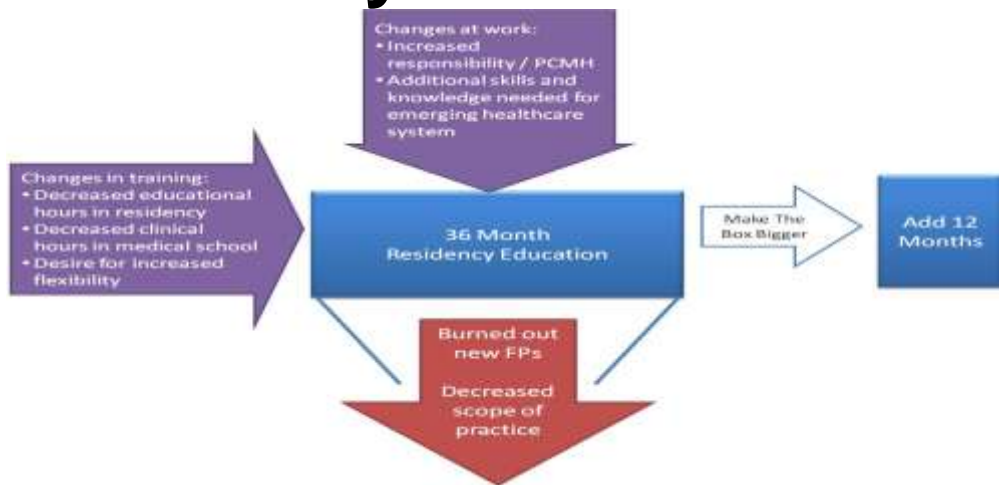 Changes at work:
• Increased
responsibility / PCMH
• Additional skills and
knowledge needed for
emerging healthcare
system
Changes in training:
• Decreased educational
hours in residency
• Decreased clinical
hours in medical school
• Desire for increased
flexibility
36 Month
Residency Education
Make The
Box Bigger
Add 12
Months
Burned out
new FPs
Decreased
scope of
practice